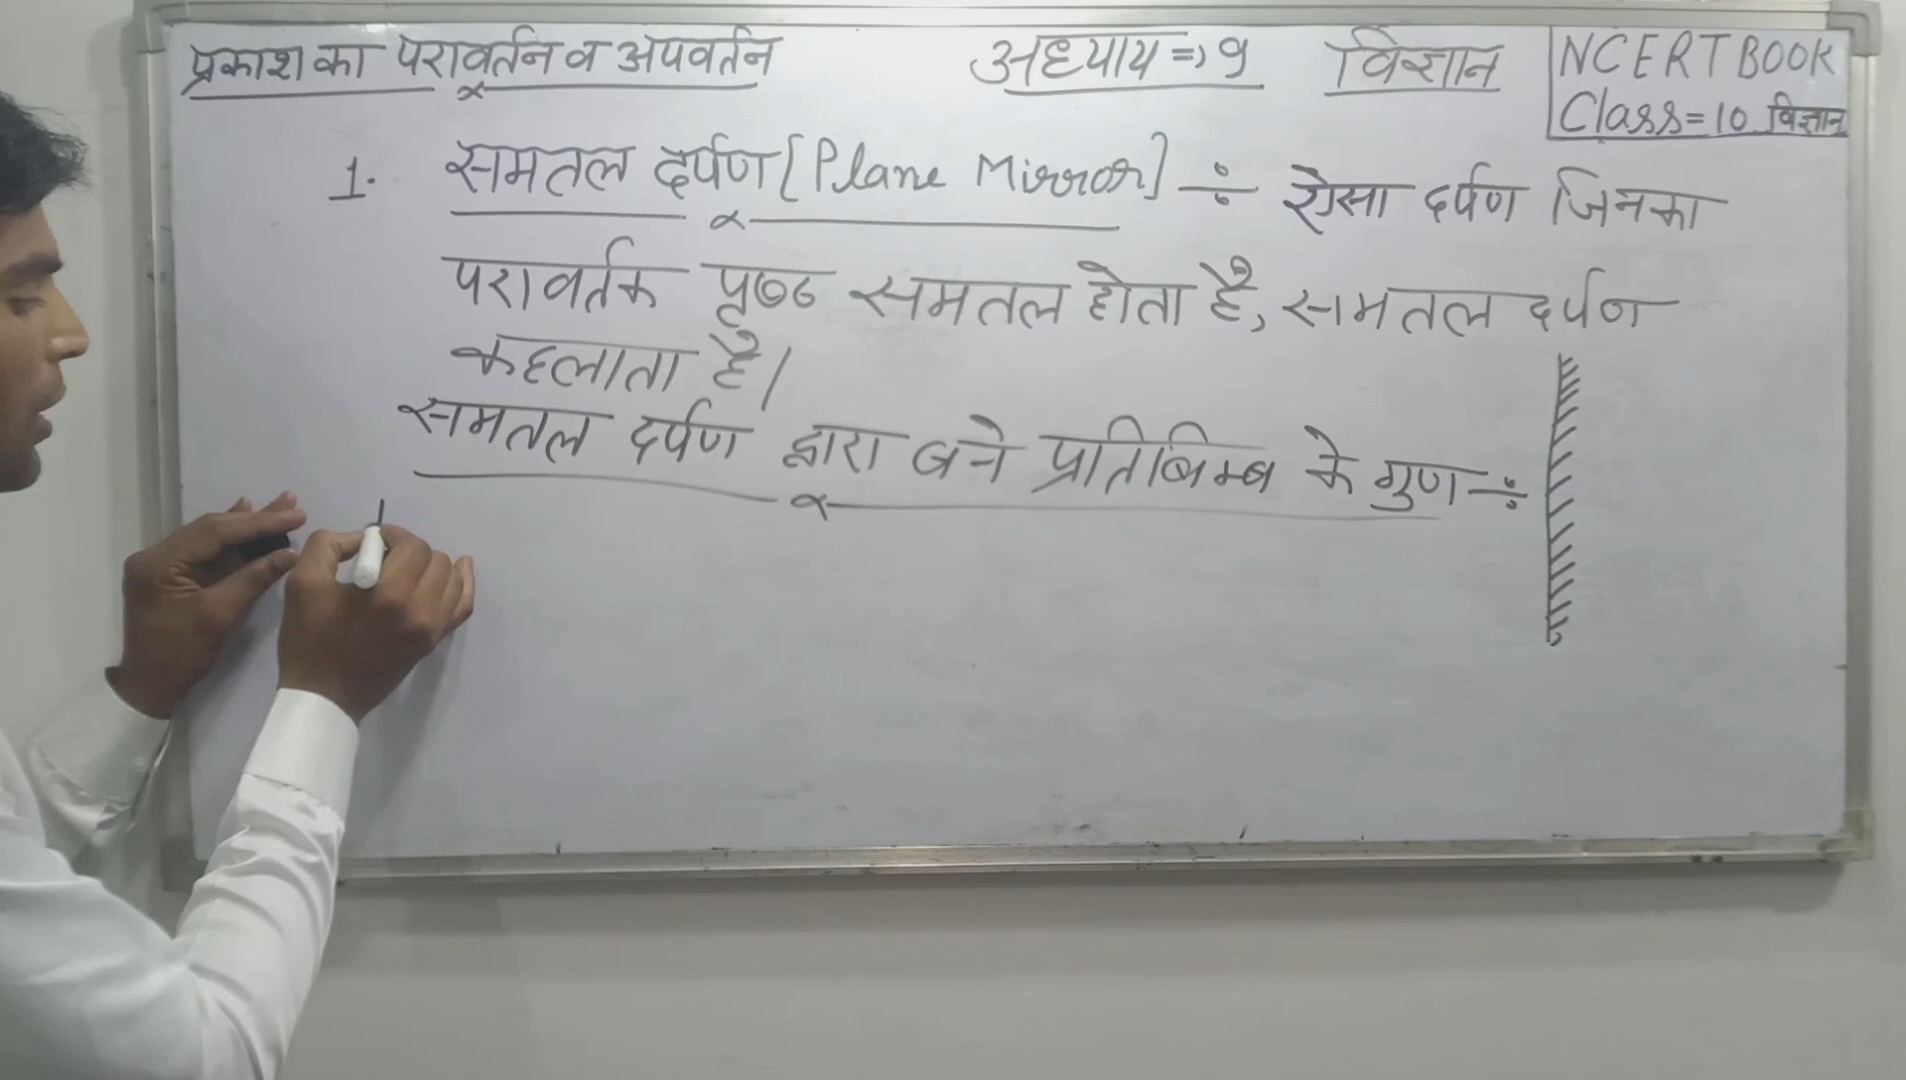 प्रकाश का परावर्तन व अपवर्तन
अध्याय => 9
विज्ञान
NCERT BOOK
Class = 10 विज्ञान
1. समतल दर्पण [Plane Mirror] ÷ ऐसा दर्पण जिनका
परावर्तक पृष्ठ समतल होता है, समतल दर्पण
कहलाता है।
समतल दर्पण द्वारा बने प्रतिबिम्ब के गुण ÷